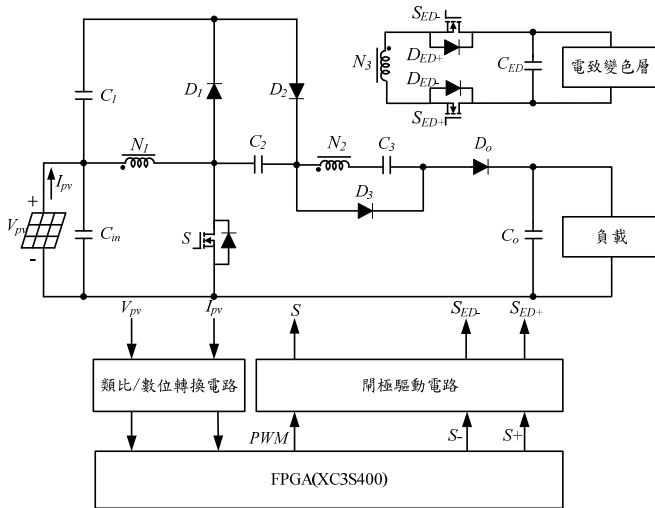 S_ED-
N_3
D_ED+
D_ED-
C_ED
電致變色層
S_ED+
C_1
D_1
D_2
N_1
C_2
N_2
C_3
D_o
I_pv
+
V_pv
-
C_in
S
D_3
C_o
負載
V_pv
I_pv
S
S_ED-
S_ED+
類比/數位轉換電路
閘極驅動電路
PWM
S-
S+
FPGA(XC3S400)